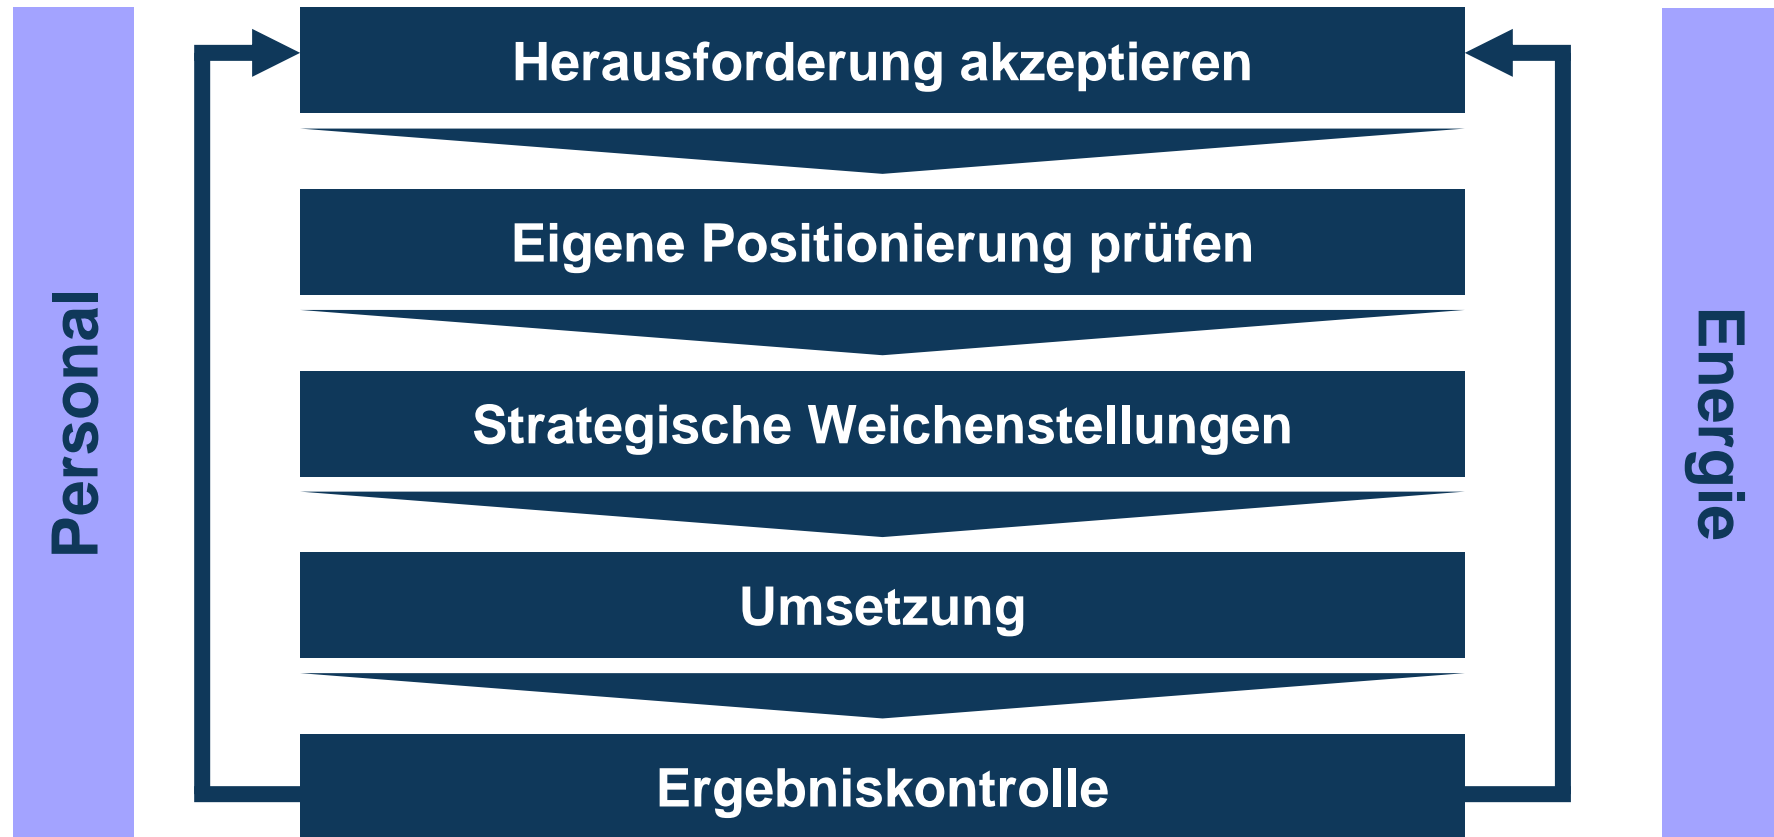 Herausforderung akzeptieren
Eigene Positionierung prüfen
Strategische Weichenstellungen
Umsetzung
Ergebniskontrolle
Personal
Energie